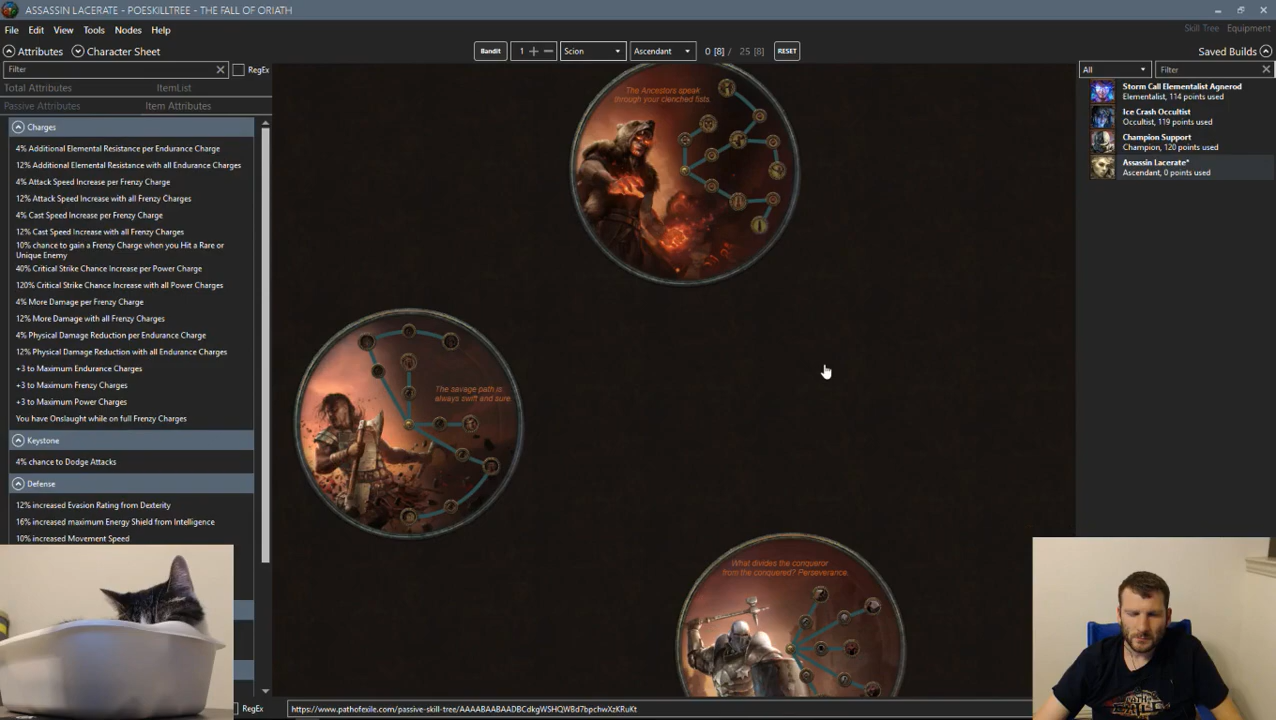 ASSASSIN LACERATE - POESKILLTREE - THE FALL OF ORIATH
File Edit View Tools Nodes Help
Skill Tree Equipment
Attributes Character Sheet
Bandit 1 + − Scion Ascendant 0 [8] / 25 [8] RESET
Saved Builds
Filter RegEx
All Filter
Total Attributes ItemList
Passive Attributes Item Attributes
Charges
4% Additional Elemental Resistance per Endurance Charge
12% Additional Elemental Resistance with all Endurance Charges
4% Attack Speed Increase per Frenzy Charge
12% Attack Speed Increase with all Frenzy Charges
4% Cast Speed Increase per Frenzy Charge
12% Cast Speed Increase with all Frenzy Charges
10% chance to gain a Frenzy Charge when you Hit a Rare or
Unique Enemy
40% Critical Strike Chance Increase per Power Charge
120% Critical Strike Chance Increase with all Power Charges
4% More Damage per Frenzy Charge
12% More Damage with all Frenzy Charges
4% Physical Damage Reduction per Endurance Charge
12% Physical Damage Reduction with all Endurance Charges
+3 to Maximum Endurance Charges
+3 to Maximum Frenzy Charges
+3 to Maximum Power Charges
You have Onslaught while on full Frenzy Charges
Keystone
4% chance to Dodge Attacks
Defense
12% increased Evasion Rating from Dexterity
16% increased maximum Energy Shield from Intelligence
10% increased Movement Speed
The Ancestors speak
through your clenched fists.
The savage path is
always swift and sure.
What divides the conqueror
from the conquered? Perseverance.
Storm Call Elementalist Agnerod
Elementalist, 114 points used
Ice Crash Occultist
Occultist, 119 points used
Champion Support
Champion, 120 points used
Assassin Lacerate*
Ascendant, 0 points used
RegEx
https://www.pathofexile.com/passive-skill-tree/AAAABAABAADBCdkgWSHQWBd7bpchwXzKRuKt